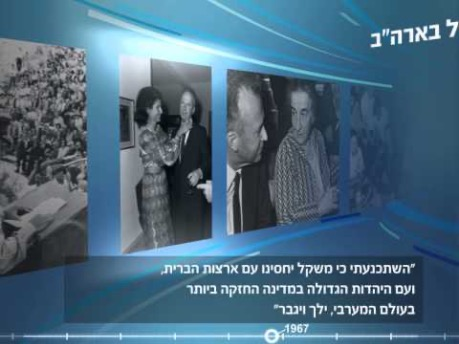 ל בארה"ב
"השתכנעתי כי משקל יחסינו עם ארצות הברית,
ועם היהדות הגדולה במדינה החזקה ביותר
בעולם המערבי, ילך ויגבר"
1967